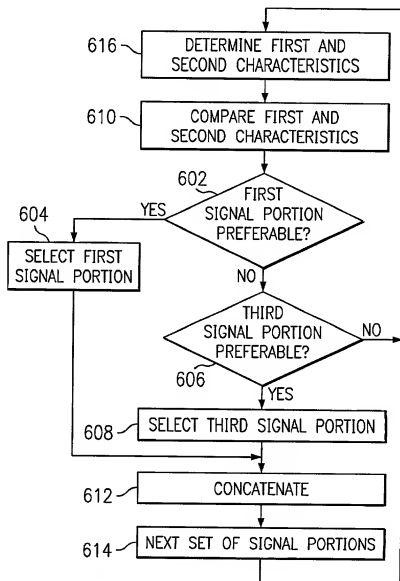 616
DETERMINE FIRST AND
SECOND CHARACTERISTICS
610
COMPARE FIRST AND
SECOND CHARACTERISTICS
602
FIRST
SIGNAL PORTION
PREFERABLE?
YES
604
SELECT FIRST
SIGNAL PORTION
NO
THIRD
SIGNAL PORTION
PREFERABLE?
NO
606
YES
608
SELECT THIRD SIGNAL PORTION
612
CONCATENATE
614
NEXT SET OF SIGNAL PORTIONS